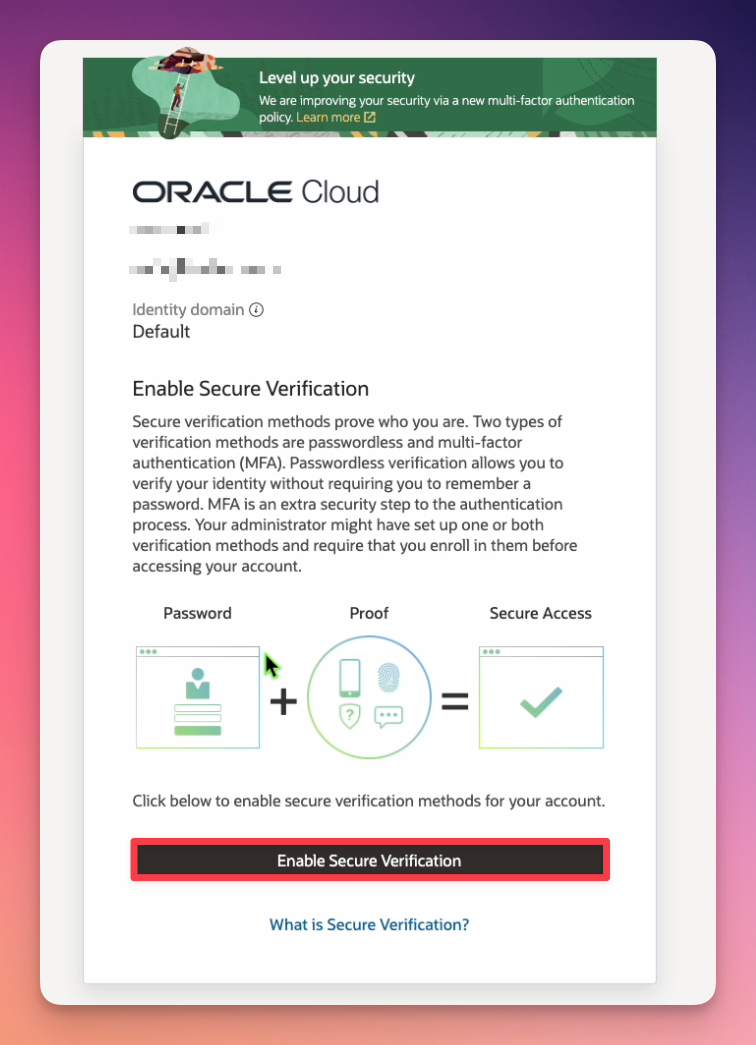 Level up your security
We are improving your security via a new multi-factor authentication
policy. Learn more
ORACLE Cloud
Identity domain
Default
Enable Secure Verification
Secure verification methods prove who you are. Two types of
verification methods are passwordless and multi-factor
authentication (MFA). Passwordless verification allows you to
verify your identity without requiring you to remember a
password. MFA is an extra security step to the authentication
process. Your administrator might have set up one or both
verification methods and require that you enroll in them before
accessing your account.
Password Proof Secure Access
+ =
?
Click below to enable secure verification methods for your account.
Enable Secure Verification
What is Secure Verification?